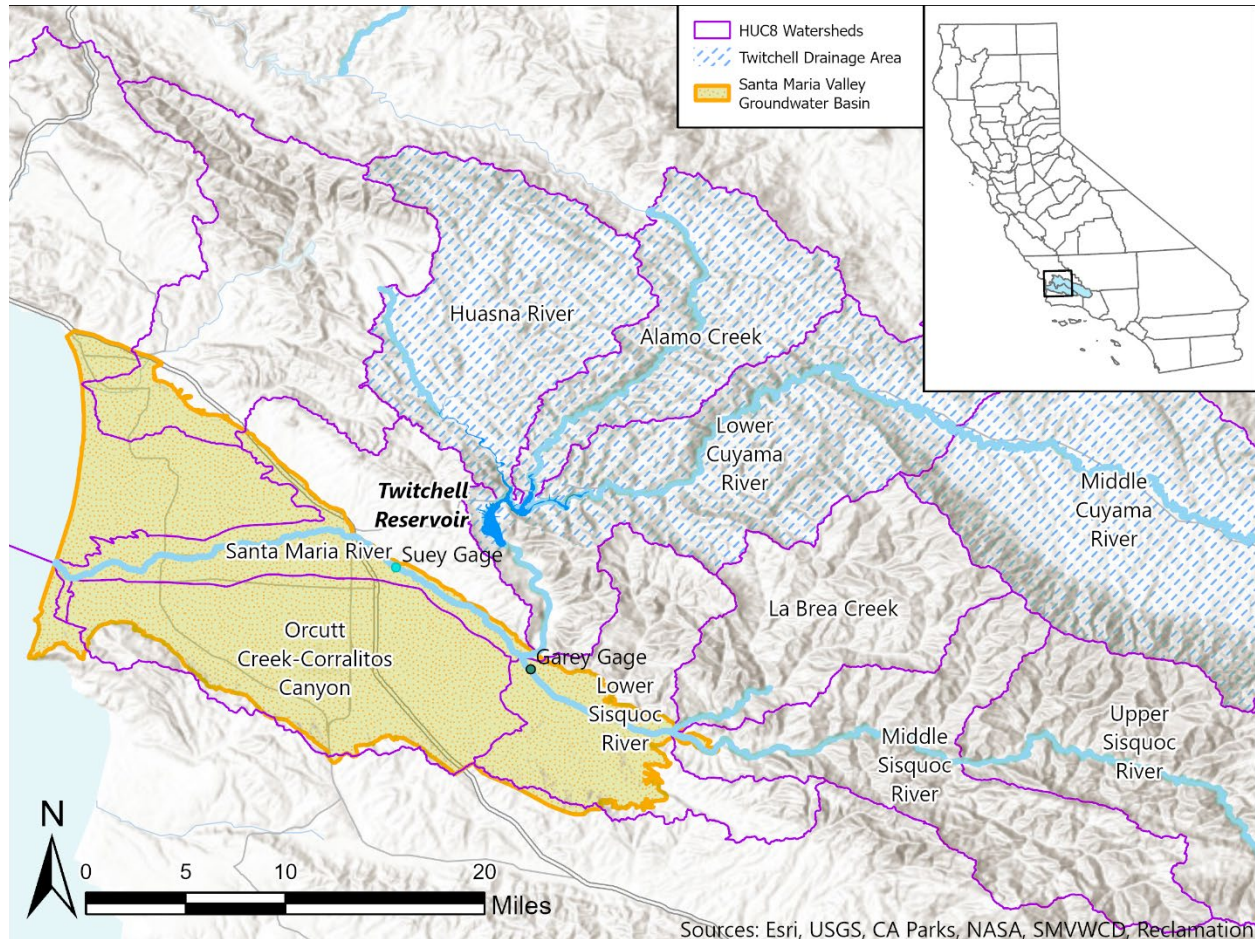 HUC8 Watersheds
Twitchell Drainage Area
Santa Maria Valley
Groundwater Basin
Huasna River
Alamo Creek
Lower
Cuyama
River
Middle
Cuyama
River
Twitchell
Reservoir
Santa Maria River
Suey Gage
La Brea Creek
Orcutt
Creek-Corralitos
Canyon
Garey Gage
Lower
Sisquoc
River
Middle
Sisquoc
River
Upper
Sisquoc
River
N
0 5 10 20
Miles
Sources: Esri, USGS, CA Parks, NASA, SMVWCD, Reclamation